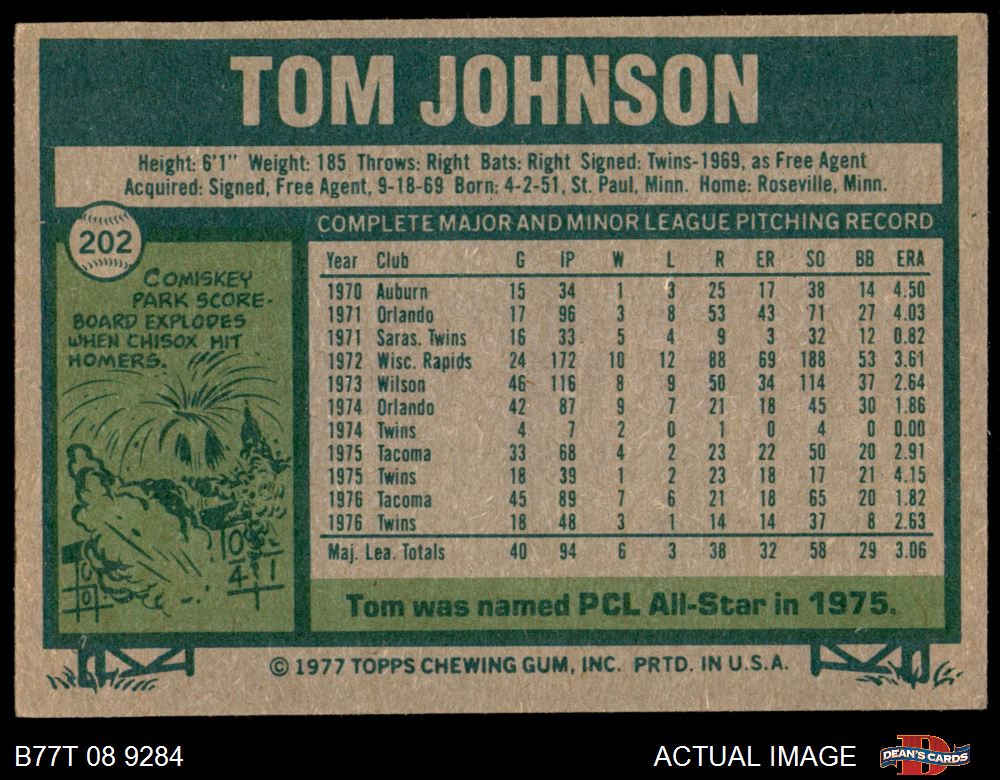 TOM JOHNSON
Height: 6'1" Weight: 185 Throws: Right Bats: Right Signed: Twins-1969, as Free Agent
Acquired: Signed, Free Agent, 9-18-69 Born: 4-2-51, St. Paul, Minn. Home: Roseville, Minn.
202
COMISKEY
PARK SCORE-
BOARD EXPLODES
WHEN CHISOX HIT
HOMERS.
0
4 1
0
0
COMPLETE MAJOR AND MINOR LEAGUE PITCHING RECORD
Year Club G IP W L R ER SO BB ERA
1970 Auburn 15 34 1 3 25 17 38 14 4.50
1971 Orlando 17 96 3 8 53 43 71 27 4.03
1971 Saras. Twins 16 33 5 4 9 3 32 12 0.82
1972 Wisc. Rapids 24 172 10 12 88 69 188 53 3.61
1973 Wilson 46 116 8 9 50 34 114 37 2.64
1974 Orlando 42 87 9 7 21 18 45 30 1.86
1974 Twins 4 7 2 0 1 0 4 0 0.00
1975 Tacoma 33 68 4 2 23 22 50 20 2.91
1975 Twins 18 39 1 2 23 18 17 21 4.15
1976 Tacoma 45 89 7 6 21 18 65 20 1.82
1976 Twins 18 48 3 1 14 14 37 8 2.63
Maj. Lea. Totals 40 94 6 3 38 32 58 29 3.06
Tom was named PCL All-Star in 1975.
© 1977 TOPPS CHEWING GUM, INC. PRTD. IN U.S.A.
B77T 08 9284
ACTUAL IMAGE
DEAN'S CARDS